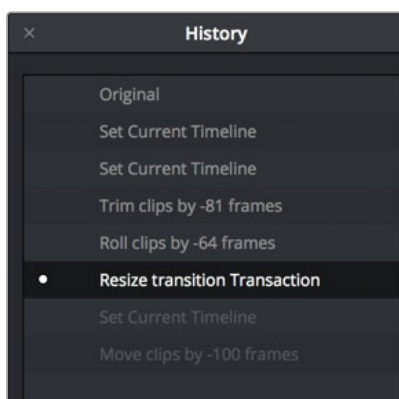 History
Original
Set Current Timeline
Set Current Timeline
Trim clips by -81 frames
Roll clips by -64 frames
Resize transition Transaction
Set Current Timeline
Move clips by -100 frames